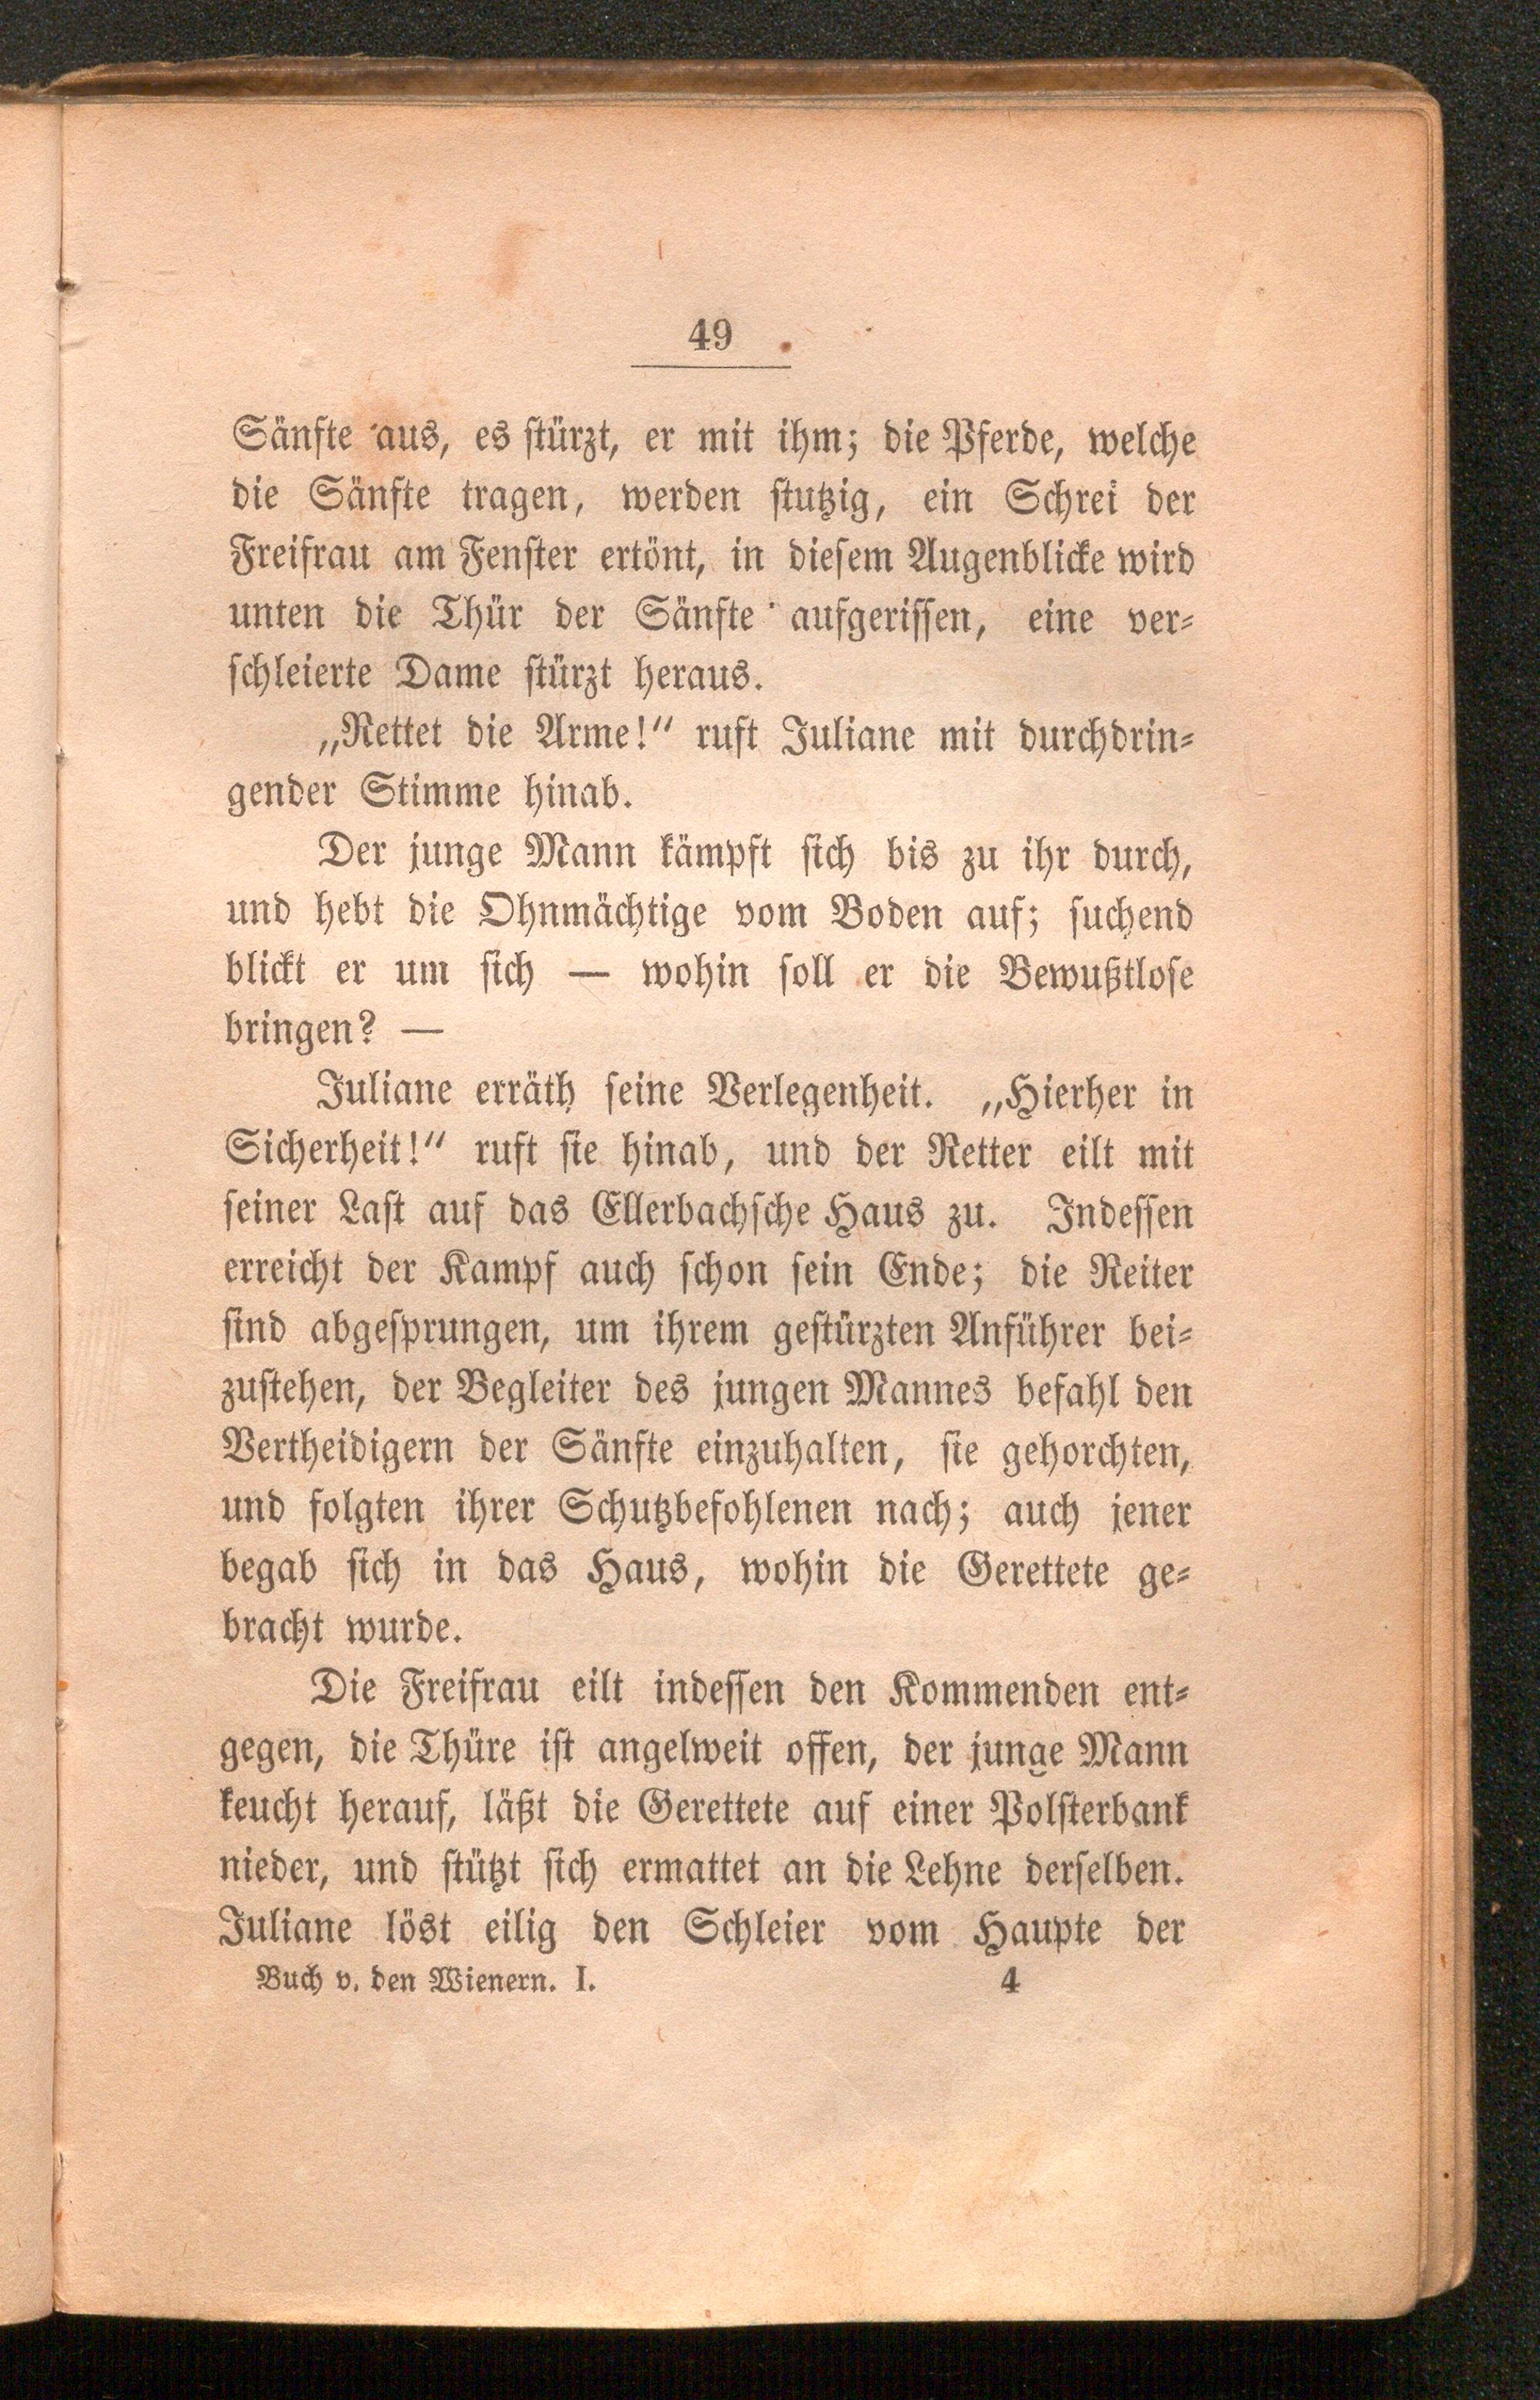 49
Sänfte aus, es stürzt, er mit ihm; die Pferde, welche
die Sänfte tragen, werden stutzig, ein Schrei der
Freifrau am Fenster ertönt, in diesem Augenblicke wird
unten die Thür der Sänfte aufgerissen, eine ver-
schleierte Dame stürzt heraus.
„Rettet die Arme!“ ruft Juliane mit durchdrin-
gender Stimme hinab.
Der junge Mann kämpft sich bis zu ihr durch,
und hebt die Ohnmächtige vom Boden auf; suchend
blickt er um sich — wohin soll er die Bewußtlose
bringen? —
Juliane erräth seine Verlegenheit. „Hierher in
Sicherheit!“ ruft sie hinab, und der Retter eilt mit
seiner Last auf das Ellerbachsche Haus zu. Indessen
erreicht der Kampf auch schon sein Ende; die Reiter
sind abgesprungen, um ihrem gestürzten Anführer bei-
zustehen, der Begleiter des jungen Mannes befahl den
Vertheidigern der Sänfte einzuhalten, sie gehorchten,
und folgten ihrer Schutzbefohlenen nach; auch jener
begab sich in das Haus, wohin die Gerettete ge-
bracht wurde.
Die Freifrau eilt indessen den Kommenden ent-
gegen, die Thüre ist angelweit offen, der junge Mann
keucht herauf, läßt die Gerettete auf einer Polsterbank
nieder, und stützt sich ermattet an die Lehne derselben.
Juliane löst eilig den Schleier vom Haupte der
Buch v. den Wienern. I. 4